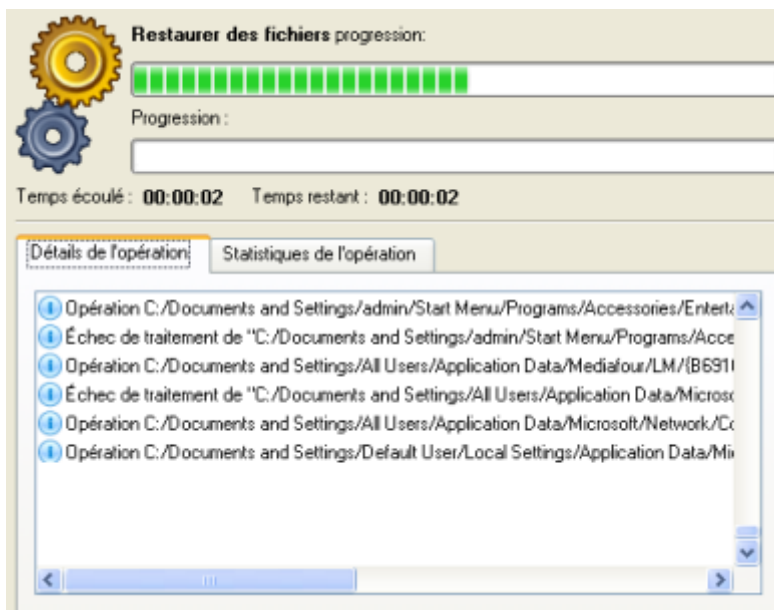 Restaurer des fichiers progression:
Progression :
Temps écoulé : 00:00:02 Temps restant : 00:00:02
Détails de l'opération Statistiques de l'opération
Opération C:/Documents and Settings/admin/Start Menu/Programs/Accessories/Enterta
Échec de traitement de "C:/Documents and Settings/admin/Start Menu/Programs/Acce
Opération C:/Documents and Settings/All Users/Application Data/Mediafour/LM/{B691
Échec de traitement de "C:/Documents and Settings/All Users/Application Data/Microso
Opération C:/Documents and Settings/All Users/Application Data/Microsoft/Network/Co
Opération C:/Documents and Settings/Default User/Local Settings/Application Data/Mi